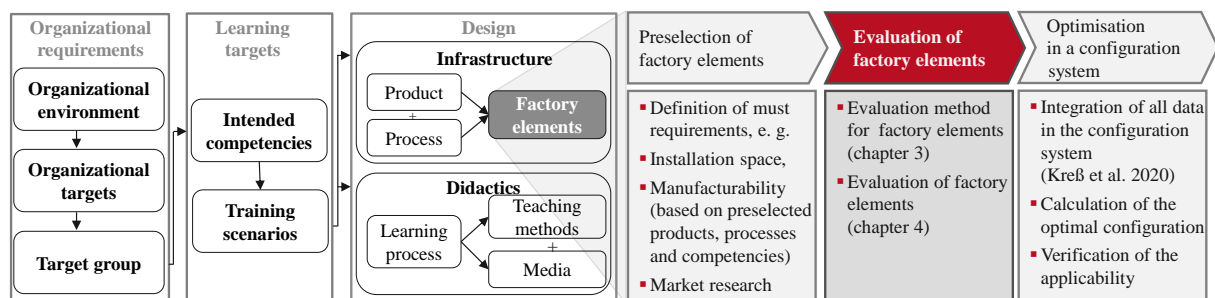 Organizational
requirements
Organizational
environment
Organizational
targets
Target group
Learning
targets
Intended
competencies
Training
scenarios
Design
Infrastructure
Product
+
Process
Factory
elements
Didactics
Learning
process
Teaching
methods
+
Media
Preselection of
factory elements
▪ Definition of must
requirements, e. g.
▪ Installation space,
▪ Manufacturability
(based on preselected
products, processes
and competencies)
▪ Market research
Evaluation of
factory elements
▪ Evaluation method
for factory elements
(chapter 3)
▪ Evaluation of factory
elements
(chapter 4)
Optimisation
in a configuration
system
▪ Integration of all data
in the configuration
system
(Kreß et al. 2020)
▪ Calculation of the
optimal configuration
▪ Verification of the
applicability